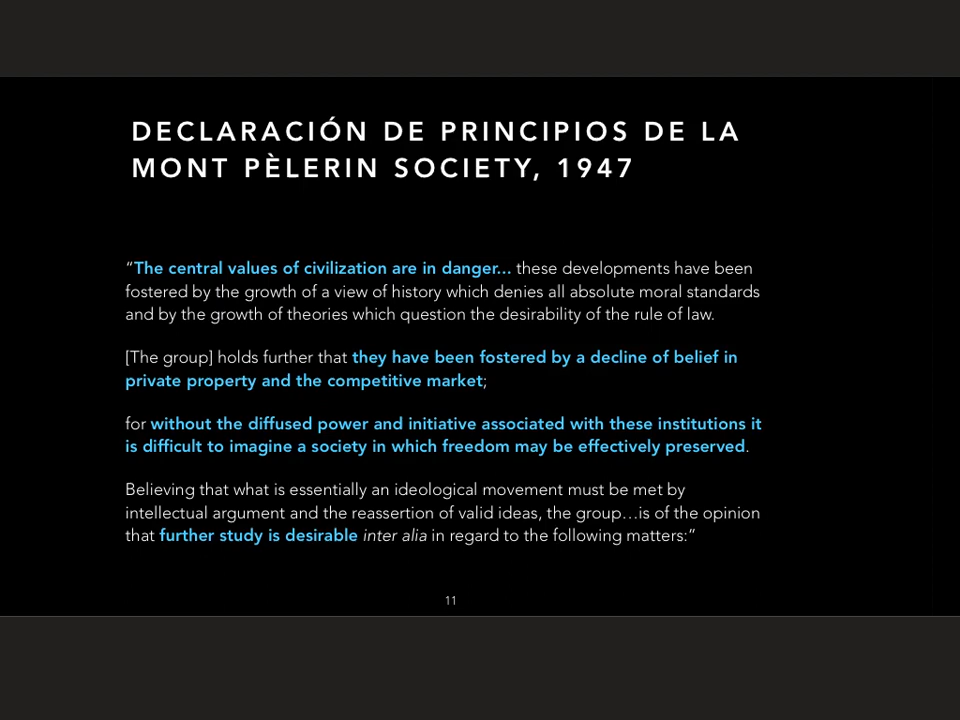 DECLARACIÓN DE PRINCIPIOS DE LA
MONT PÈLERIN SOCIETY, 1947
“The central values of civilization are in danger... these developments have been
fostered by the growth of a view of history which denies all absolute moral standards
and by the growth of theories which question the desirability of the rule of law.
[The group] holds further that they have been fostered by a decline of belief in
private property and the competitive market;
for without the diffused power and initiative associated with these institutions it
is difficult to imagine a society in which freedom may be effectively preserved.
Believing that what is essentially an ideological movement must be met by
intellectual argument and the reassertion of valid ideas, the group…is of the opinion
that further study is desirable inter alia in regard to the following matters:”
11